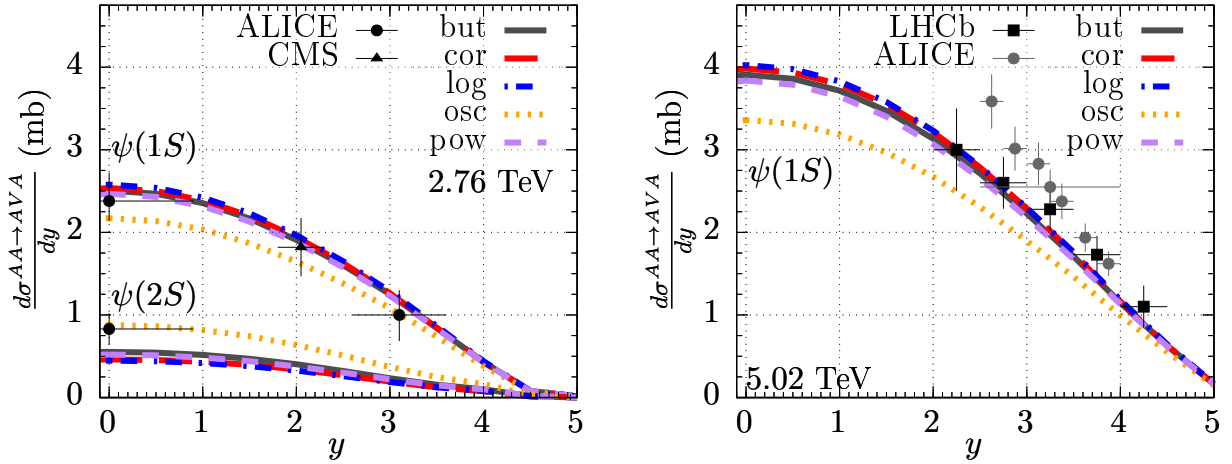 ALICE
CMS
but
cor
log
osc
pow
ψ(1S)
2.76 TeV
ψ(2S)
dσ^{AA→AVA}/dy (mb)
0 1 2 3 4
0 1 2 3 4 5
y
LHCb
ALICE
but
cor
log
osc
pow
ψ(1S)
5.02 TeV
dσ^{AA→AVA}/dy (mb)
0 1 2 3 4
0 1 2 3 4 5
y